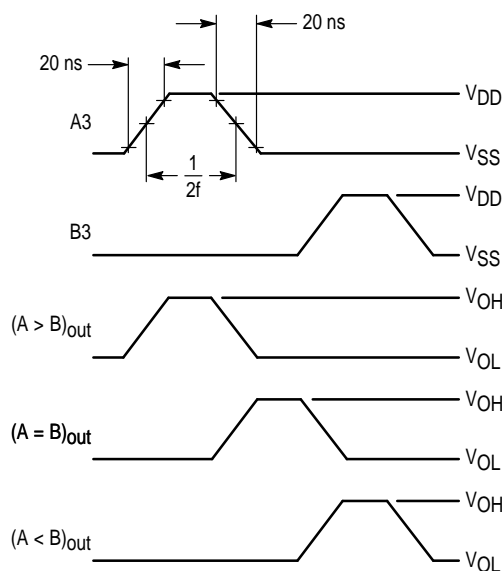 20 ns
20 ns
A3
VDD
VSS
1
2f
B3
VDD
VSS
(A > B)out
VOH
VOL
(A = B)out
VOH
VOL
(A < B)out
VOH
VOL